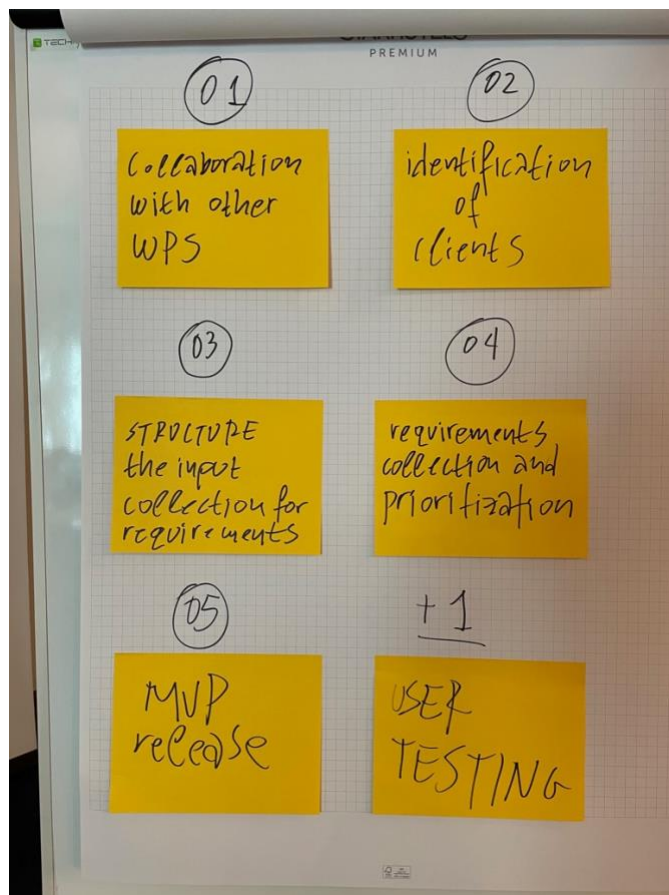 PREMIUM
01
02
collaboration
with other
WPS
identification
of
clients
03
04
STRUCTURE
the input
collection for
requirements
requirements
collection and
prioritization
05
+1
MVP
release
USER
TESTING